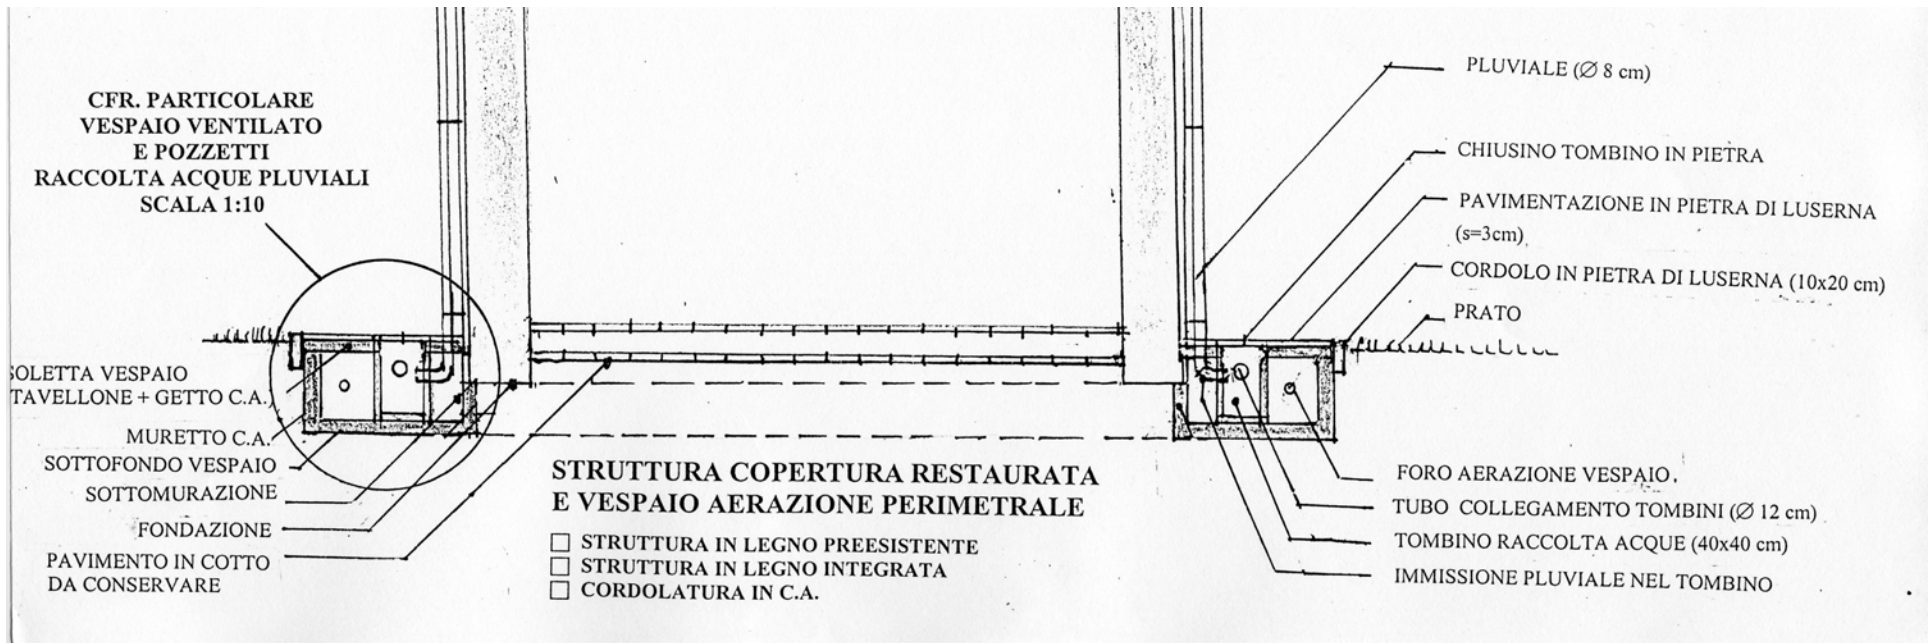 CFR. PARTICOLARE
VESPAIO VENTILATO
E POZZETTI
RACCOLTA ACQUE PLUVIALI
SCALA 1:10
SOLETTA VESPAIO
TAVELLONE + GETTO C.A.
MURETTO C.A.
SOTTOFONDO VESPAIO
SOTTOMURAZIONE
FONDAZIONE
PAVIMENTO IN COTTO
DA CONSERVARE
STRUTTURA COPERTURA RESTAURATA
E VESPAIO AERAZIONE PERIMETRALE
STRUTTURA IN LEGNO PREESISTENTE
STRUTTURA IN LEGNO INTEGRATA
CORDOLATURA IN C.A.
PLUVIALE (Ø 8 cm)
CHIUSINO TOMBINO IN PIETRA
PAVIMENTAZIONE IN PIETRA DI LUSERNA
(s=3cm)
CORDOLO IN PIETRA DI LUSERNA (10x20 cm)
PRATO
FORO AERAZIONE VESPAIO
TUBO COLLEGAMENTO TOMBINI (Ø 12 cm)
TOMBINO RACCOLTA ACQUE (40x40 cm)
IMMISSIONE PLUVIALE NEL TOMBINO